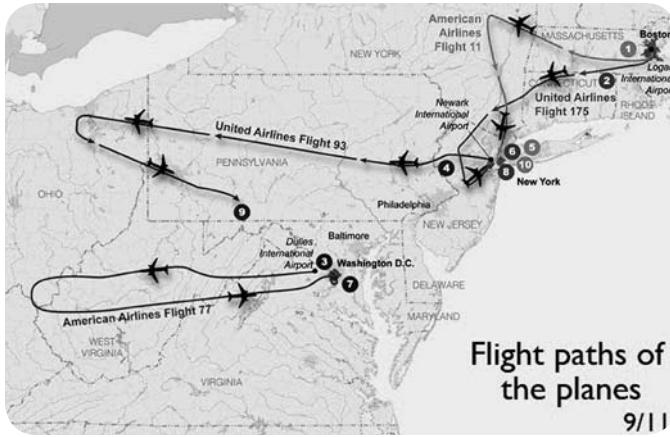 American
Airlines
Flight 11
MASSACHUSETTS
Boston
1
NEW YORK
Logan
International
Airport
2
CONNECTICUT
RHODE
ISLAND
United Airlines
Flight 175
Newark
International
Airport
United Airlines Flight 93
6
5
4
8
10
New York
PENNSYLVANIA
OHIO
9
Philadelphia
NEW JERSEY
Baltimore
Dulles
International
Airport
3
Washington D.C.
7
American Airlines Flight 77
DELAWARE
MARYLAND
WEST
VIRGINIA
VIRGINIA
Flight paths of
the planes
9/11